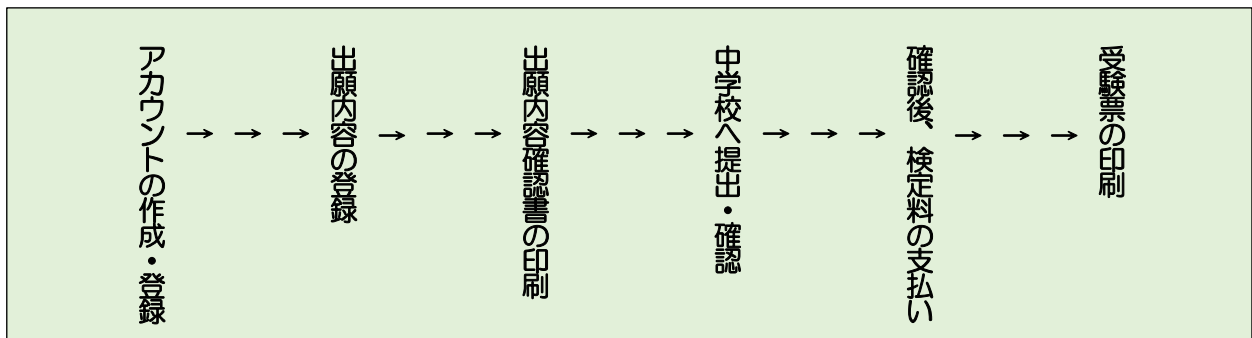 アカウントの作成・登録
→ → →
出願内容の登録
→ → →
出願内容確認書の印刷
→ → →
中学校へ提出・確認
→ → →
確認後、検定料の支払い
→ → →
受験票の印刷